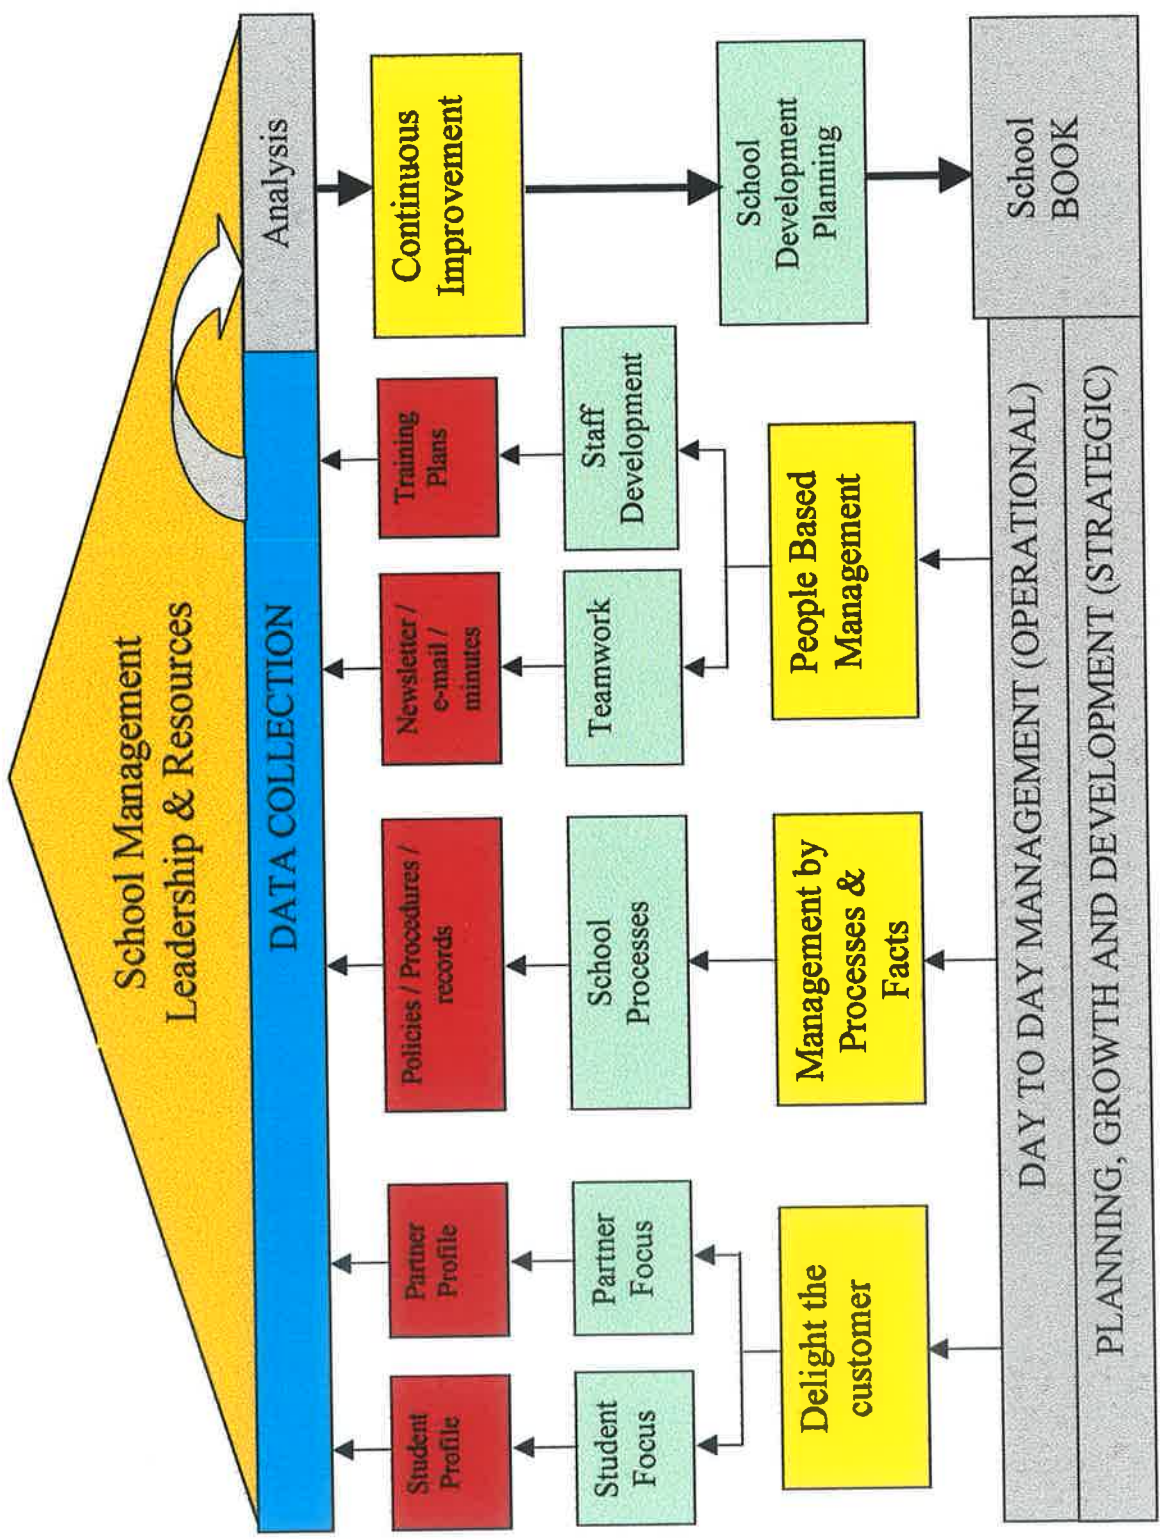 School Management
Leadership & Resources
DATA COLLECTION
Analysis
Student
Profile
Partner
Profile
Policies / Procedures /
records
Newsletter /
e-mail /
minutes
Training
Plans
Continuous
Improvement
Student
Focus
Partner
Focus
School
Processes
Teamwork
Staff
Development
School
Development
Planning
Delight the
customer
Management by
Processes &
Facts
People Based
Management
DAY TO DAY MANAGEMENT (OPERATIONAL)
PLANNING, GROWTH AND DEVELOPMENT (STRATEGIC)
School
BOOK